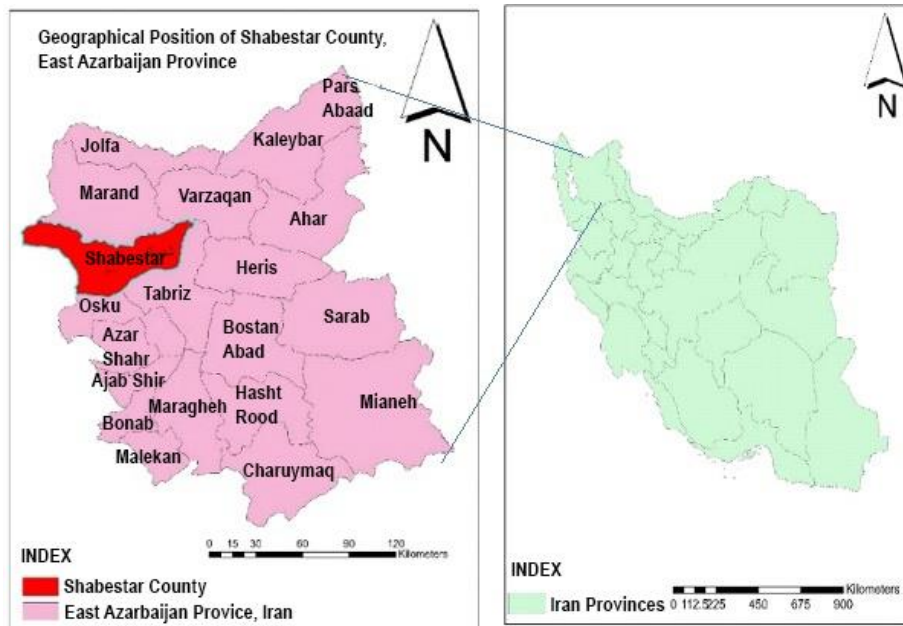 Geographical Position of Shabestar County,
East Azarbaijan Province
Pars
Abaad
N
Kaleybar
Jolfa
Marand
Varzaqan
Ahar
Shabestar
Heris
Tabriz
Osku
Sarab
Bostan
Abad
Azar
Shahr
Ajab Shir
Hasht
Rood
Mianeh
Maragheh
Bonab
Malekan
Charuymaq
0 15 30 60 90 120
Kilometers
INDEX
Shabestar County
East Azarbaijan Provice, Iran
N
INDEX
Iran Provinces
Kilometers
0 112.5225 450 675 900